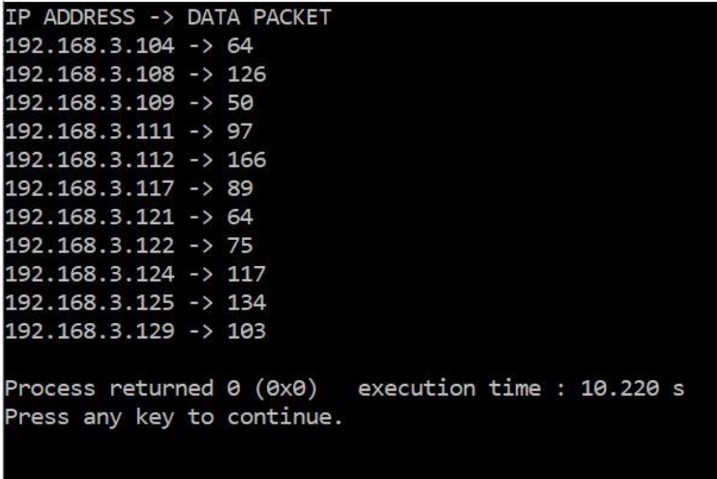 IP ADDRESS -> DATA PACKET
192.168.3.104 -> 64
192.168.3.108 -> 126
192.168.3.109 -> 50
192.168.3.111 -> 97
192.168.3.112 -> 166
192.168.3.117 -> 89
192.168.3.121 -> 64
192.168.3.122 -> 75
192.168.3.124 -> 117
192.168.3.125 -> 134
192.168.3.129 -> 103
Process returned 0 (0x0)   execution time : 10.220 s
Press any key to continue.